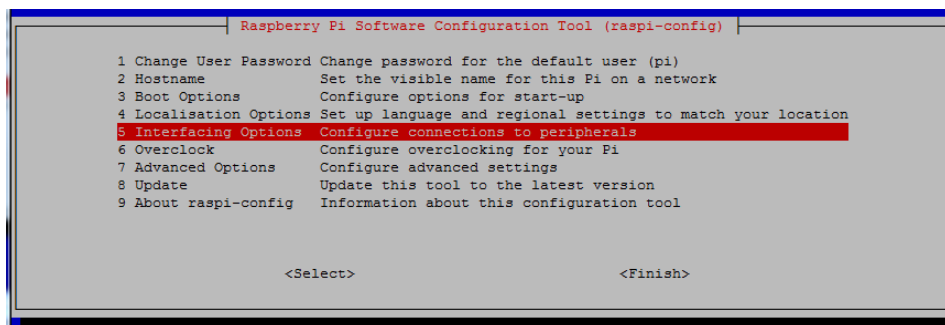 Raspberry Pi Software Configuration Tool (raspi-config)
1 Change User Password Change password for the default user (pi)
2 Hostname Set the visible name for this Pi on a network
3 Boot Options Configure options for start-up
4 Localisation Options Set up language and regional settings to match your location
5 Interfacing Options Configure connections to peripherals
6 Overclock Configure overclocking for your Pi
7 Advanced Options Configure advanced settings
8 Update Update this tool to the latest version
9 About raspi-config Information about this configuration tool
<Select> <Finish>